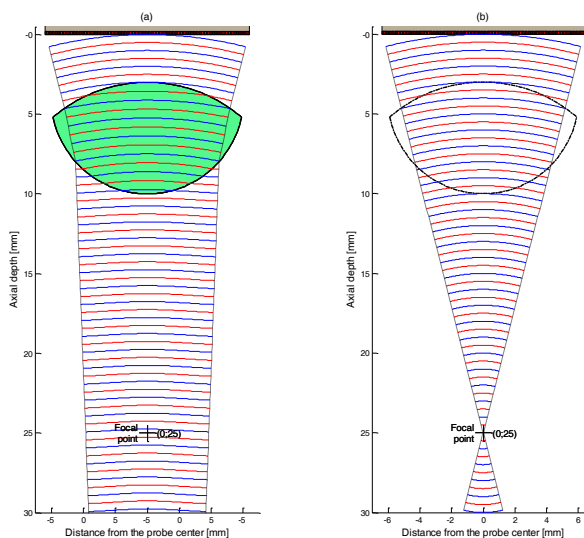 (a)
(b)
-0
5
10
15
20
25
30
Axial depth [mm]
Focal
point
(0;25)
-5
0
-5
0
-5
Distance from the probe center [mm]
-0
5
10
15
20
25
30
Axial depth [mm]
Focal
point
(0;25)
-6
-4
-2
0
2
4
6
Distance from the probe center [mm]